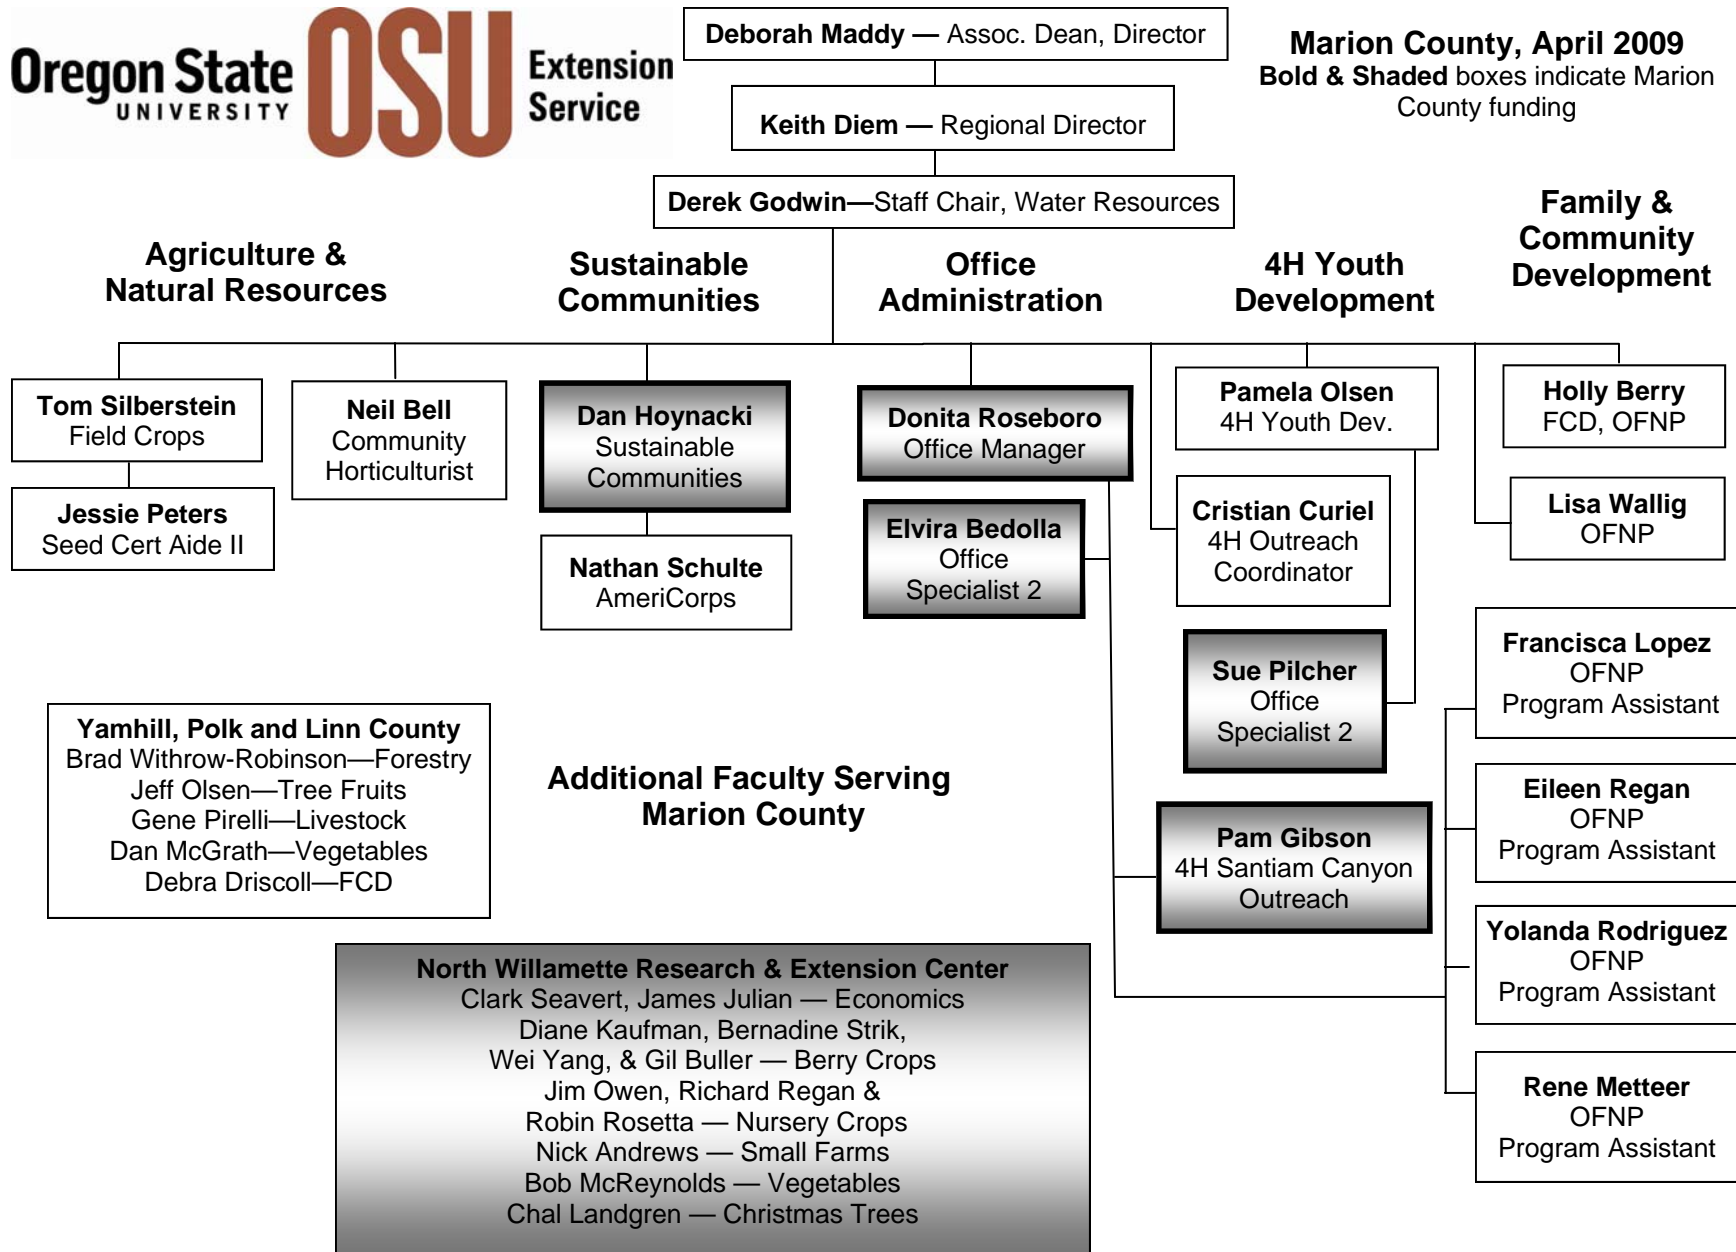 Oregon State
UNIVERSITY
OSU
Extension
Service
Deborah Maddy — Assoc. Dean, Director
Keith Diem — Regional Director
Derek Godwin—Staff Chair, Water Resources
Marion County, April 2009
Bold & Shaded boxes indicate Marion
County funding
Agriculture &
Natural Resources
Sustainable
Communities
Office
Administration
4H Youth
Development
Family &
Community
Development
Tom Silberstein
Field Crops
Jessie Peters
Seed Cert Aide II
Neil Bell
Community
Horticulturist
Dan Hoynacki
Sustainable
Communities
Nathan Schulte
AmeriCorps
Donita Roseboro
Office Manager
Elvira Bedolla
Office
Specialist 2
Pamela Olsen
4H Youth Dev.
Cristian Curiel
4H Outreach
Coordinator
Sue Pilcher
Office
Specialist 2
Pam Gibson
4H Santiam Canyon
Outreach
Holly Berry
FCD, OFNP
Lisa Wallig
OFNP
Francisca Lopez
OFNP
Program Assistant
Eileen Regan
OFNP
Program Assistant
Yolanda Rodriguez
OFNP
Program Assistant
Rene Metteer
OFNP
Program Assistant
Yamhill, Polk and Linn County
Brad Withrow-Robinson—Forestry
Jeff Olsen—Tree Fruits
Gene Pirelli—Livestock
Dan McGrath—Vegetables
Debra Driscoll—FCD
Additional Faculty Serving
Marion County
North Willamette Research & Extension Center
Clark Seavert, James Julian — Economics
Diane Kaufman, Bernadine Strik,
Wei Yang, & Gil Buller — Berry Crops
Jim Owen, Richard Regan &
Robin Rosetta — Nursery Crops
Nick Andrews — Small Farms
Bob McReynolds — Vegetables
Chal Landgren — Christmas Trees